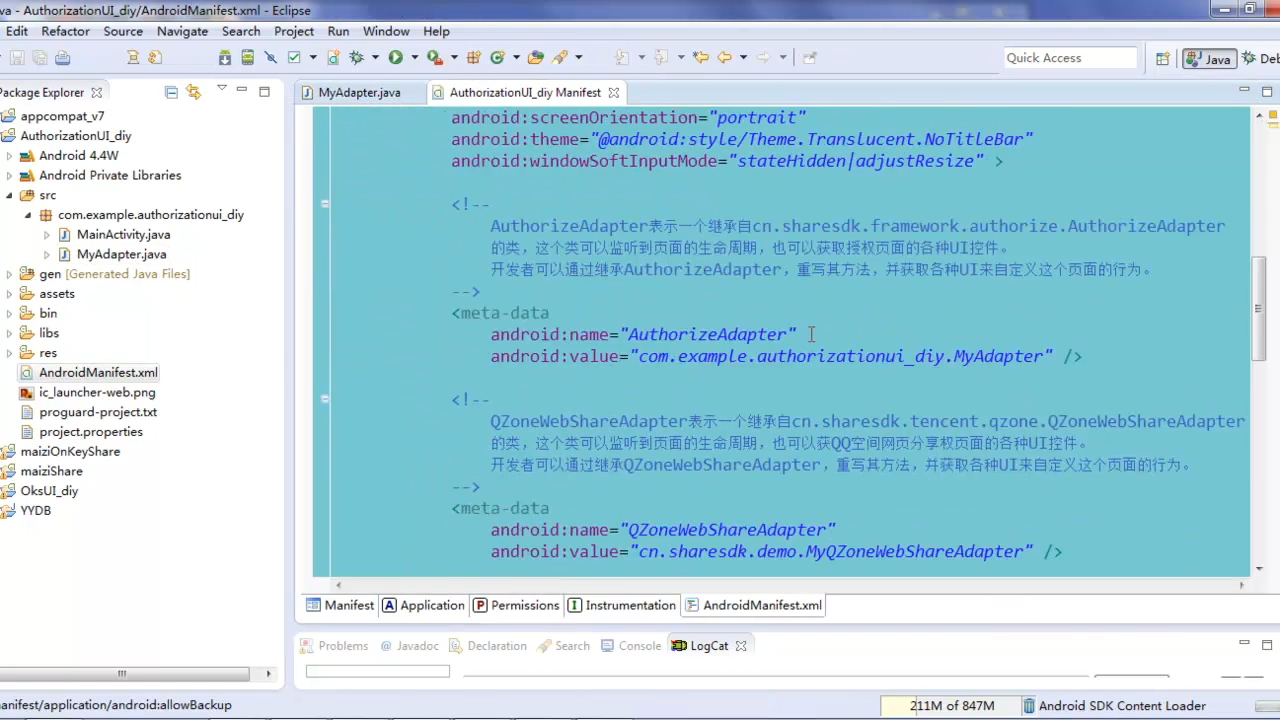 va - AuthorizationUI_diy/AndroidManifest.xml - Eclipse
Edit Refactor Source Navigate Search Project Run Window Help
Quick Access
Java
Deb
Package Explorer
MyAdapter.java
AuthorizationUI_diy Manifest
appcompat_v7
AuthorizationUI_diy
Android 4.4W
Android Private Libraries
src
com.example.authorizationui_diy
MainActivity.java
MyAdapter.java
gen [Generated Java Files]
assets
bin
libs
res
AndroidManifest.xml
ic_launcher-web.png
proguard-project.txt
project.properties
maiziOnKeyShare
maiziShare
OksUI_diy
YYDB
android:screenOrientation="portrait"
android:theme="@android:style/Theme.Translucent.NoTitleBar"
android:windowSoftInputMode="stateHidden|adjustResize" >
<!--
AuthorizeAdapter表示一个继承自cn.sharesdk.framework.authorize.AuthorizeAdapter
的类，这个类可以监听到页面的生命周期，也可以获取授权页面的各种UI控件。
开发者可以通过继承AuthorizeAdapter，重写其方法，并获取各种UI来自定义这个页面的行为。
-->
<meta-data
android:name="AuthorizeAdapter"
android:value="com.example.authorizationui_diy.MyAdapter" />
<!--
QZoneWebShareAdapter表示一个继承自cn.sharesdk.tencent.qzone.QZoneWebShareAdapter
的类，这个类可以监听到页面的生命周期，也可以获QQ空间网页分享权页面的各种UI控件。
开发者可以通过继承QZoneWebShareAdapter，重写其方法，并获取各种UI来自定义这个页面的行为。
-->
<meta-data
android:name="QZoneWebShareAdapter"
android:value="cn.sharesdk.demo.MyQZoneWebShareAdapter" />
Manifest
Application
Permissions
Instrumentation
AndroidManifest.xml
Problems
Javadoc
Declaration
Search
Console
LogCat
manifest/application/android:allowBackup
211M of 847M
Android SDK Content Loader